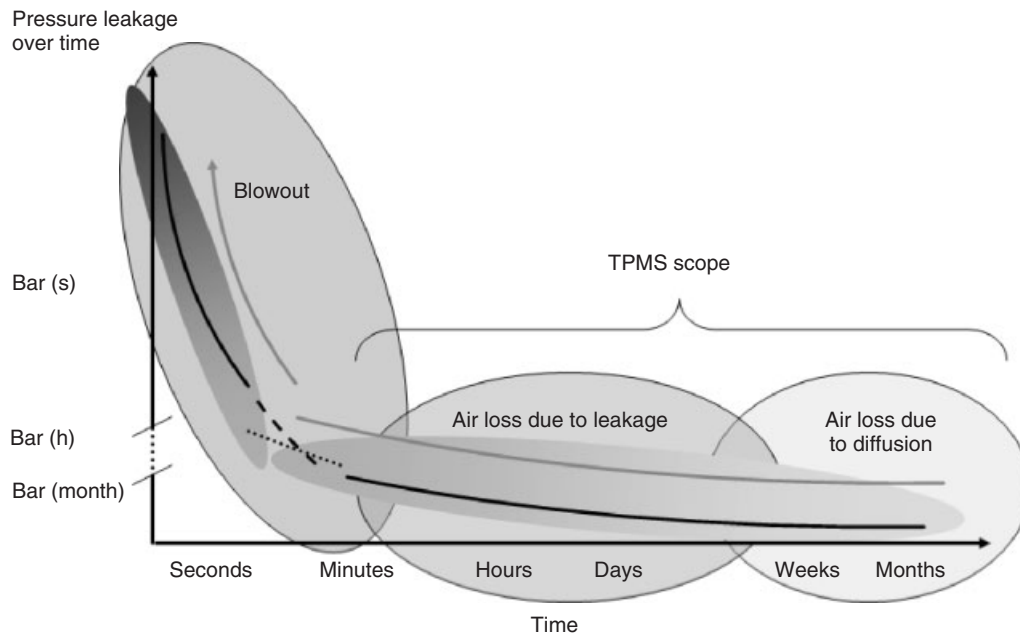 Pressure leakage
over time
Blowout
TPMS scope
Bar (s)
Air loss due to leakage
Air loss due
to diffusion
Bar (h)
Bar (month)
Seconds
Minutes
Hours
Days
Weeks
Months
Time